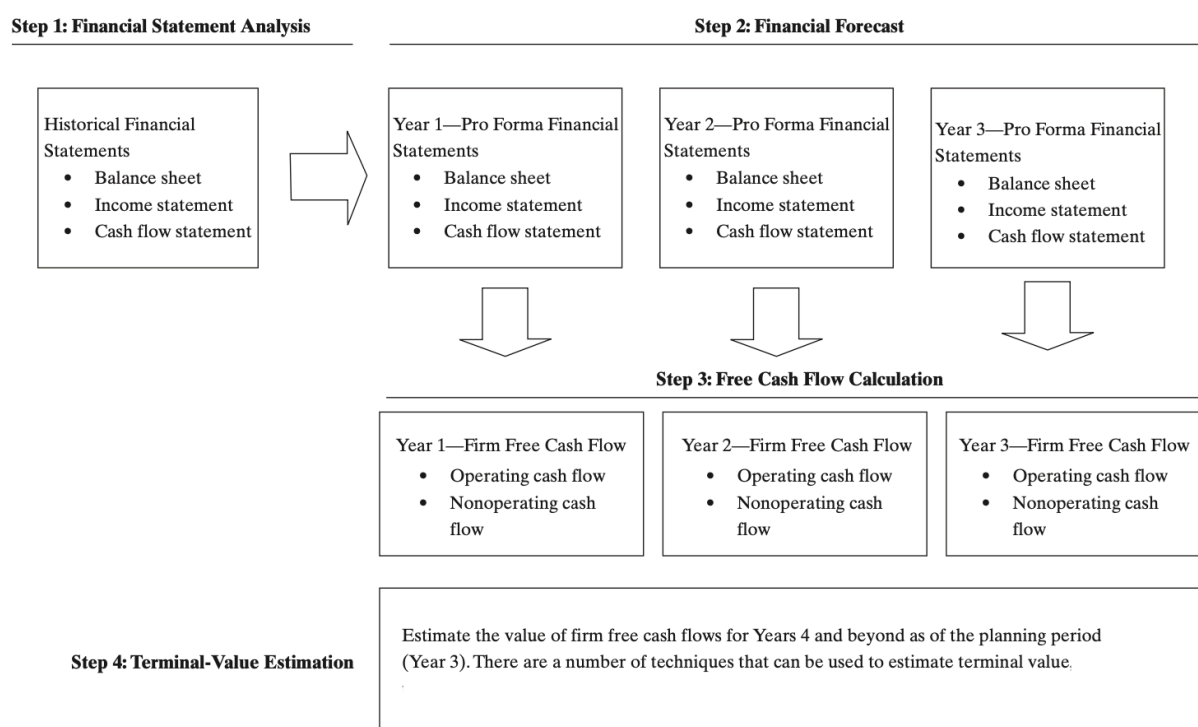 Step 1: Financial Statement Analysis
Step 2: Financial Forecast
Historical Financial
Statements
• Balance sheet
• Income statement
• Cash flow statement
Year 1—Pro Forma Financial
Statements
• Balance sheet
• Income statement
• Cash flow statement
Year 2—Pro Forma Financial
Statements
• Balance sheet
• Income statement
• Cash flow statement
Year 3—Pro Forma Financial
Statements
• Balance sheet
• Income statement
• Cash flow statement
Step 3: Free Cash Flow Calculation
Year 1—Firm Free Cash Flow
• Operating cash flow
• Nonoperating cash
flow
Year 2—Firm Free Cash Flow
• Operating cash flow
• Nonoperating cash
flow
Year 3—Firm Free Cash Flow
• Operating cash flow
• Nonoperating cash
flow
Step 4: Terminal-Value Estimation
Estimate the value of firm free cash flows for Years 4 and beyond as of the planning period
(Year 3). There are a number of techniques that can be used to estimate terminal value